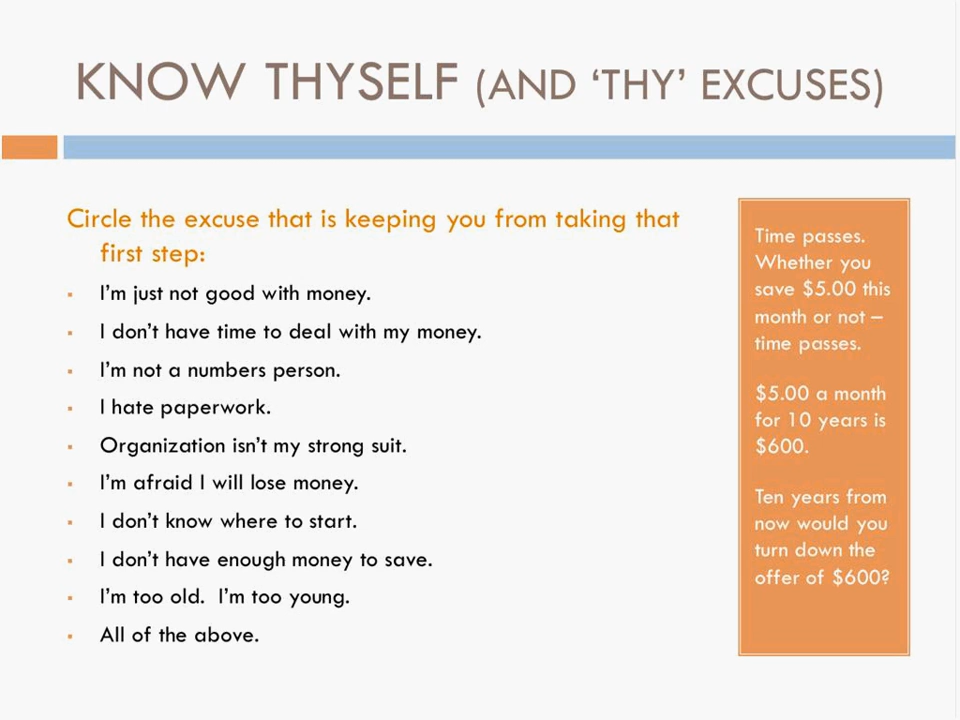 KNOW THYSELF (AND ‘THY’ EXCUSES)
Circle the excuse that is keeping you from taking that
first step:
▪ I’m just not good with money.
▪ I don’t have time to deal with my money.
▪ I’m not a numbers person.
▪ I hate paperwork.
▪ Organization isn’t my strong suit.
▪ I’m afraid I will lose money.
▪ I don’t know where to start.
▪ I don’t have enough money to save.
▪ I’m too old.  I’m too young.
▪ All of the above.
Time passes.
Whether you
save $5.00 this
month or not –
time passes.
$5.00 a month
for 10 years is
$600.
Ten years from
now would you
turn down the
offer of $600?